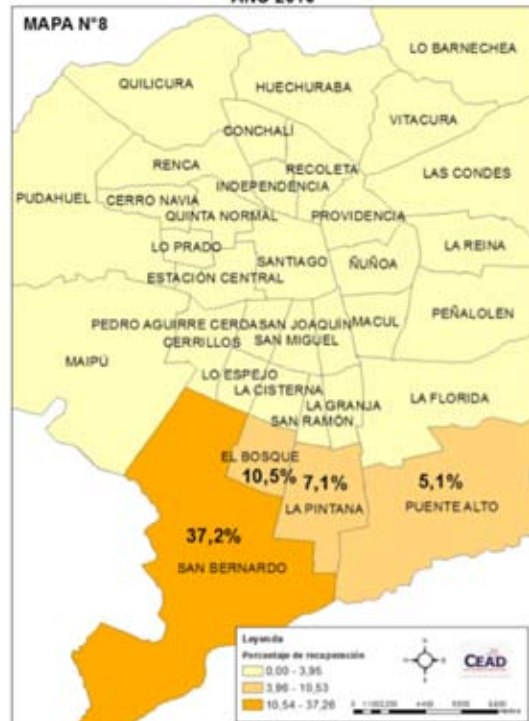 MAPA N°8
LO BARNECHEA
QUILICURA
HUECHURABA
VITACURA
CONCHALÍ
RENCA
RECOLETA
LAS CONDES
INDEPENDENCIA
PUDAHUEL
CERRO NAVIA
QUINTA NORMAL
PROVIDENCIA
LO PRADO
LA REINA
SANTIAGO
ÑUÑOA
ESTACIÓN CENTRAL
PEÑALOLEN
PEDRO AGUIRRE CERDA
SAN JOAQUÍN
MACUL
CERRILLOS
SAN MIGUEL
MAIPÚ
LO ESPEJO
LA CISTERNA
LA GRANJA
LA FLORIDA
SAN RAMÓN
EL BOSQUE
10,5%
7,1%
5,1%
LA PINTANA
PUENTE ALTO
37,2%
SAN BERNARDO
Leyenda
Porcentaje de recuperación
0,00 - 3,95
3,96 - 10,53
10,54 - 37,26
CEAD